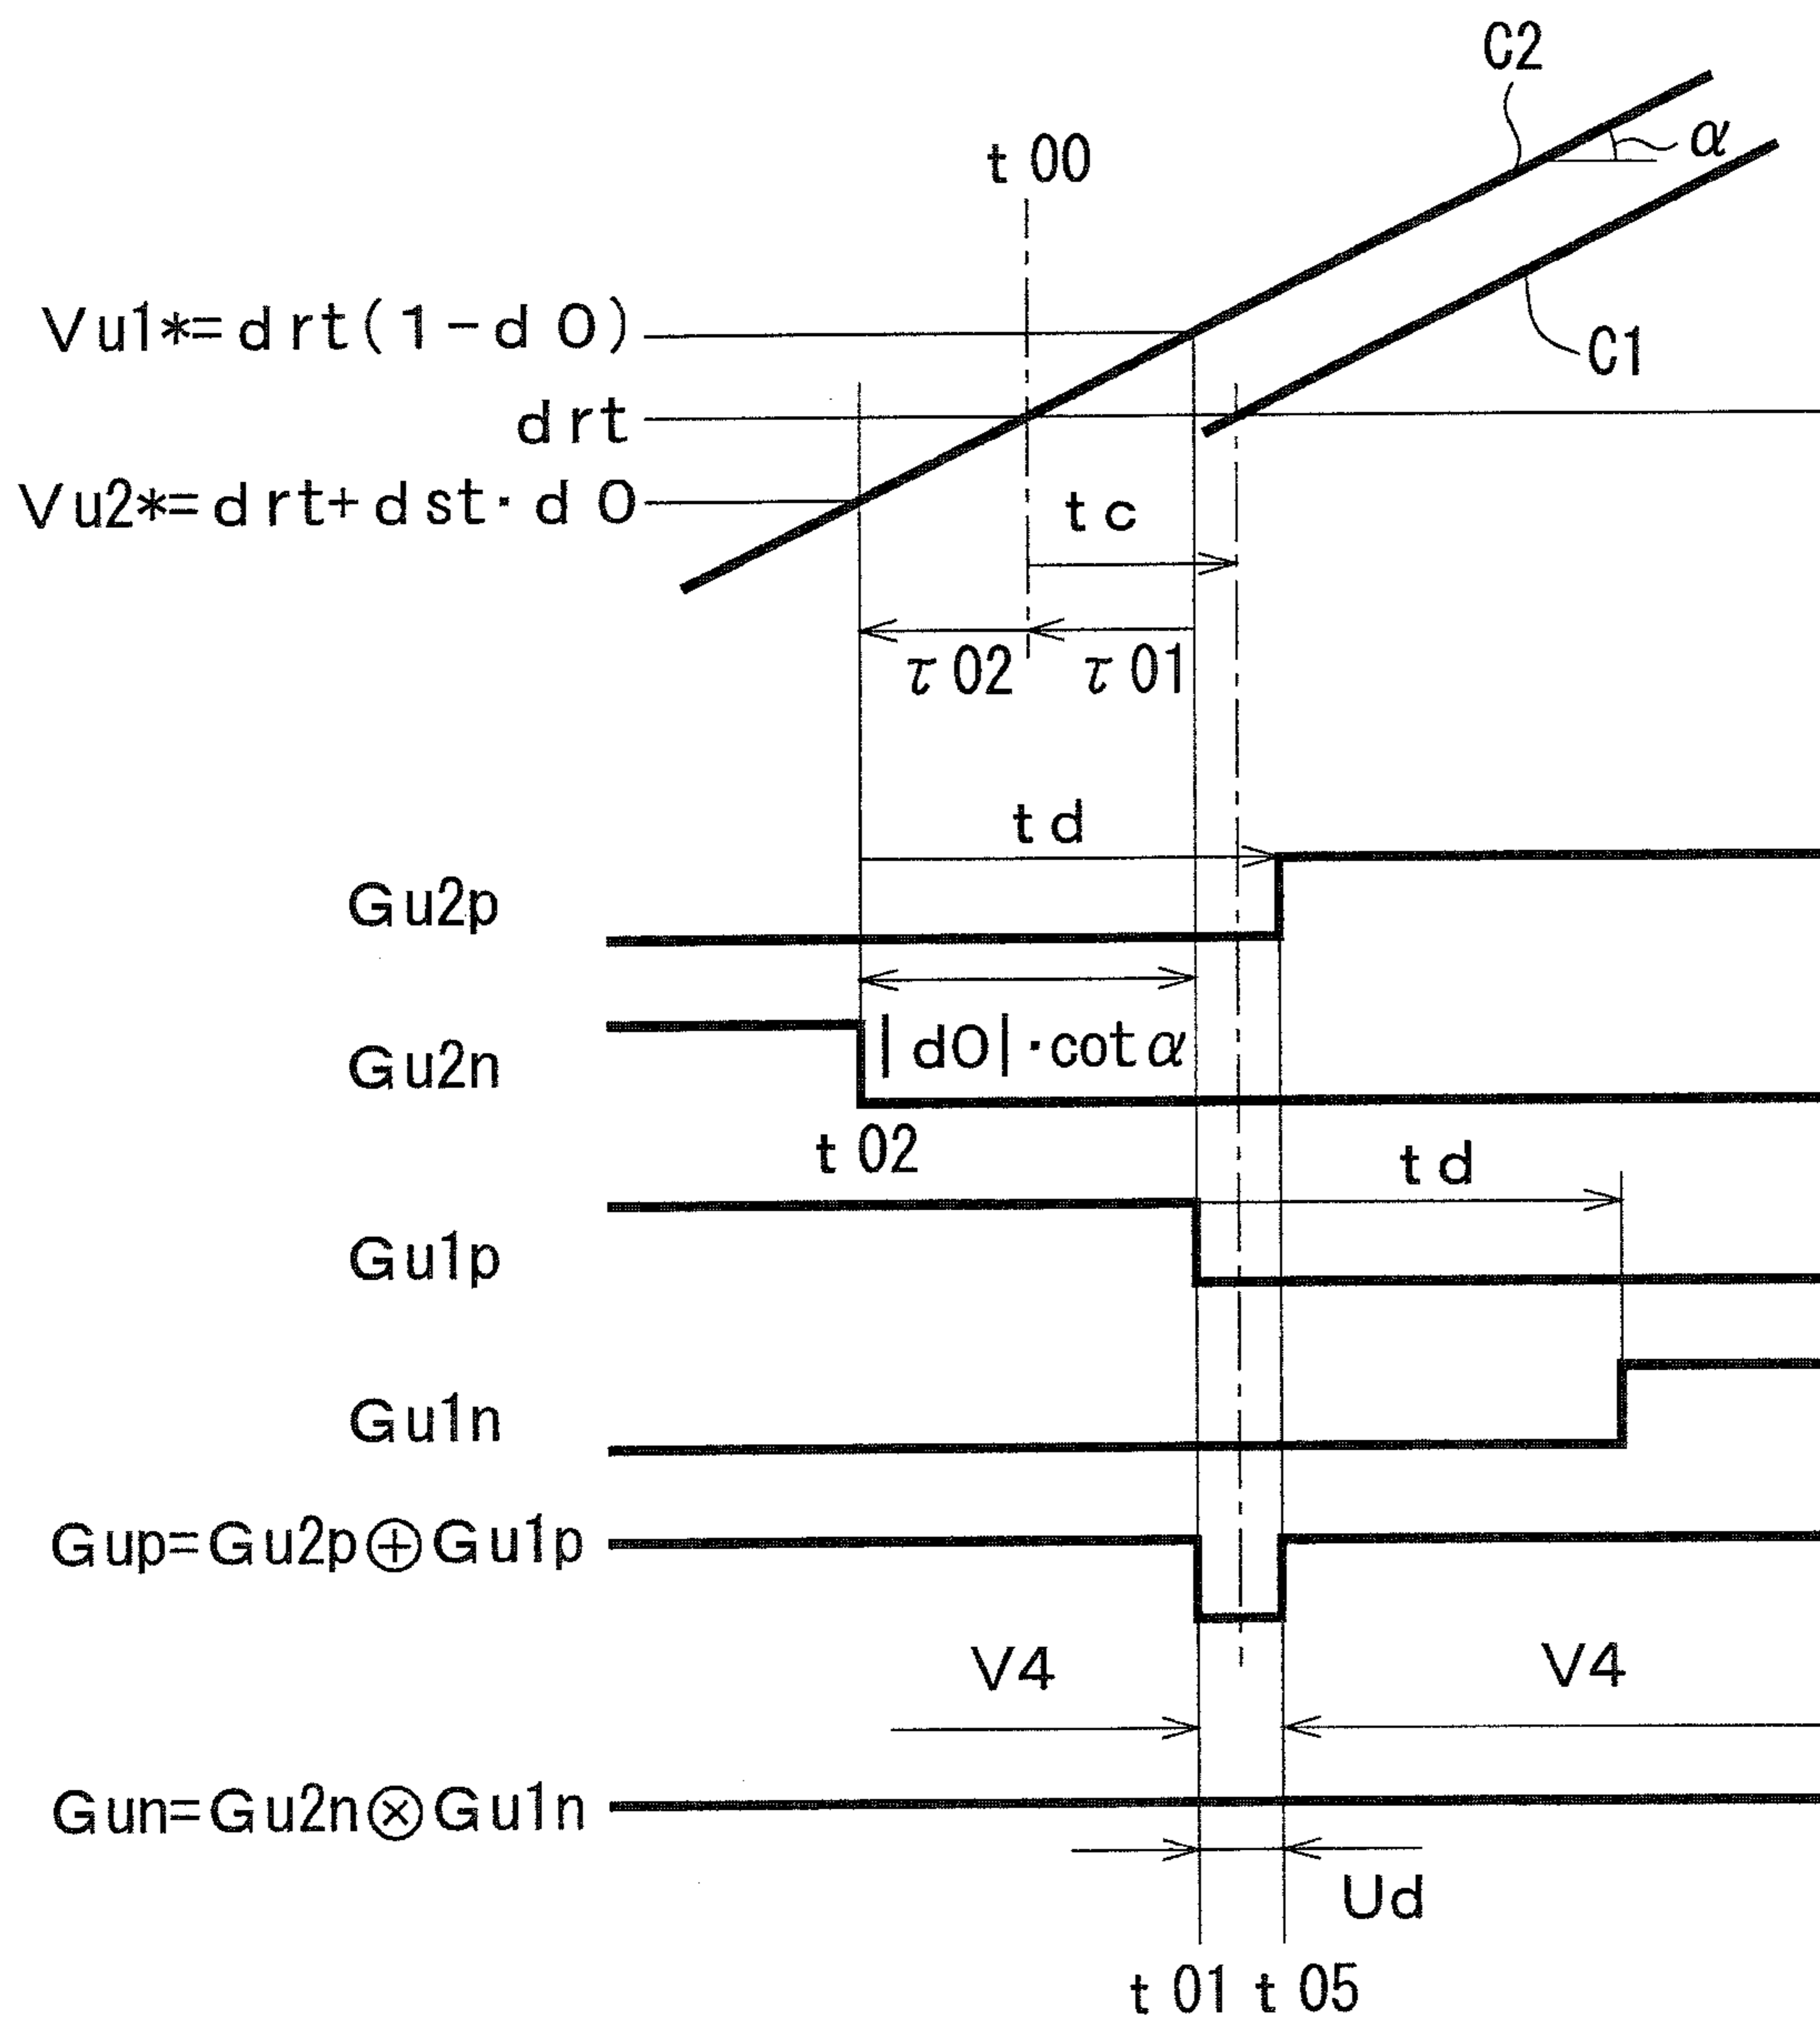 C2
α
t 00
Vu1*=drt(1-d0)
C1
drt
Vu2*=drt+dst·d0
tc
τ02 τ01
td
Gu2p
|d0|·cotα
Gu2n
t02
td
Gu1p
Gu1n
Gup=Gu2p⊕Gu1p
V4 V4
Gun=Gu2n⊗Gu1n
Ud
t01 t05